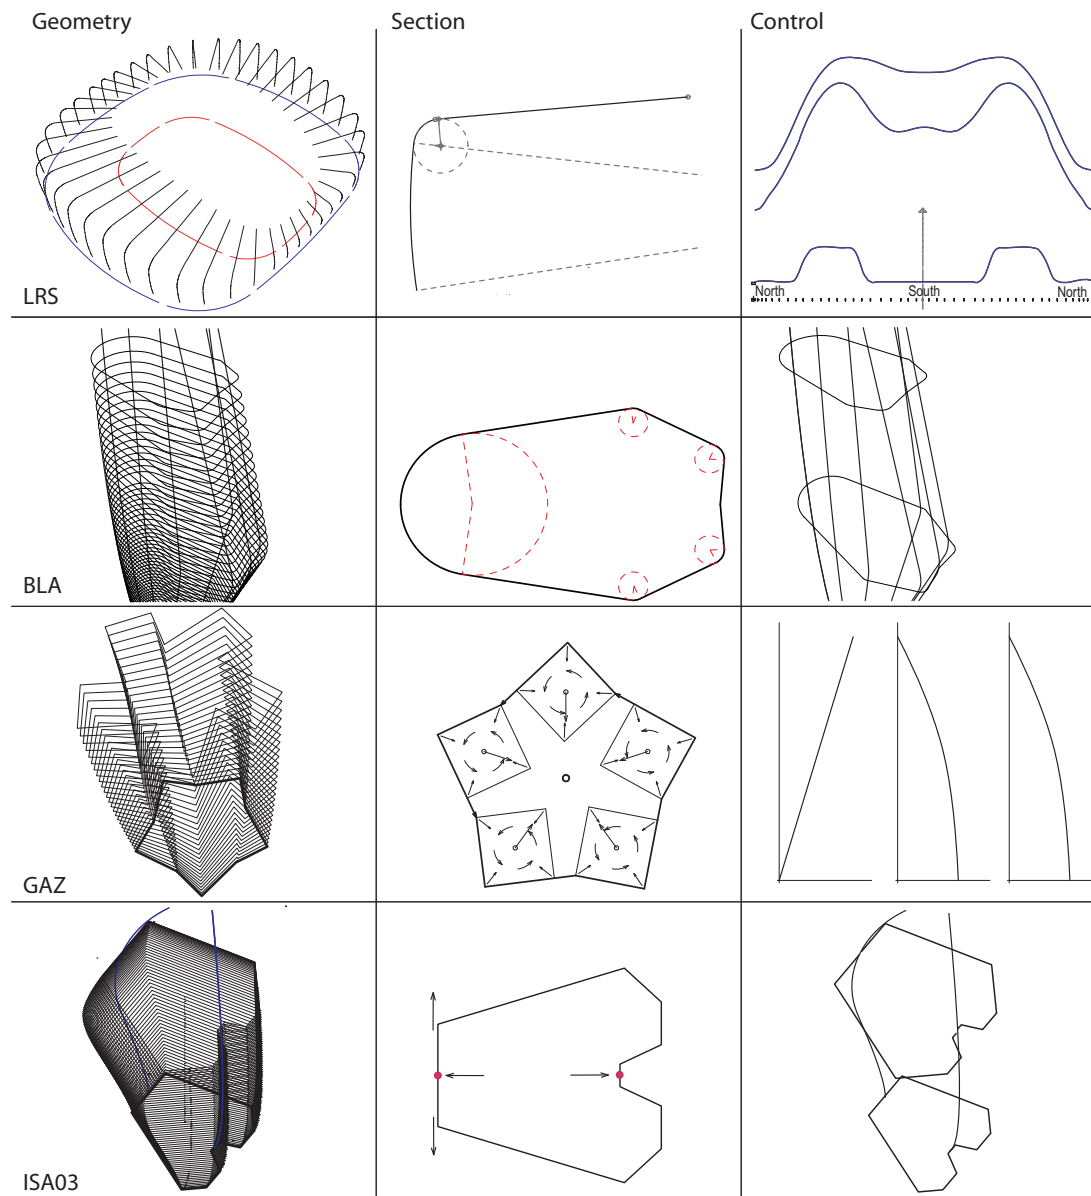 Geometry Section Control
LRS
North South North
BLA
GAZ
ISA03